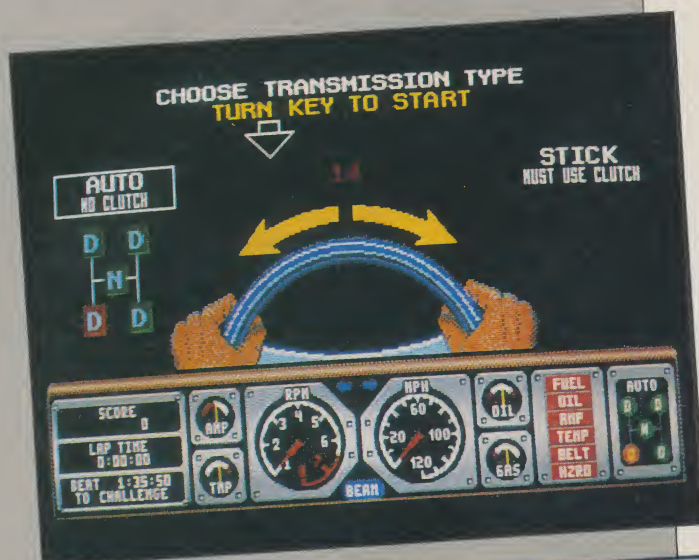 CHOOSE TRANSMISSION TYPE
TURN KEY TO START
AUTO
NO CLUTCH
STICK
MUST USE CLUTCH
D D
N
D D
SCORE
0
LAP TIME
0:00:00
BEAT 1:35:50
TO CHALLENGE
AMP
TMP
RPM
1 2 3 4 5 6 7
BEAM
MPH
20 60 100 120
OIL
GAS
FUEL
OIL
AMP
TEMP
BELT
HZRD
AUTO
D D
N
D D